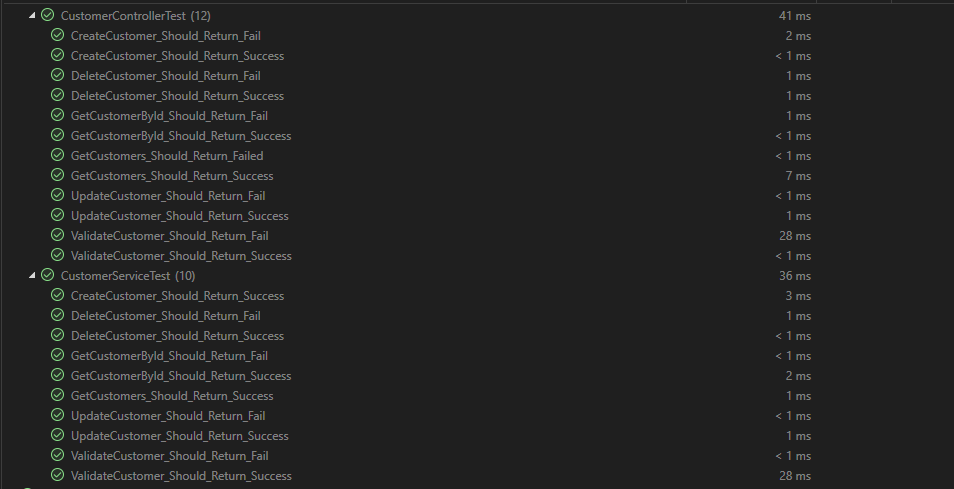 CustomerControllerTest (12) 41 ms
CreateCustomer_Should_Return_Fail 2 ms
CreateCustomer_Should_Return_Success < 1 ms
DeleteCustomer_Should_Return_Fail 1 ms
DeleteCustomer_Should_Return_Success 1 ms
GetCustomerById_Should_Return_Fail 1 ms
GetCustomerById_Should_Return_Success < 1 ms
GetCustomers_Should_Return_Failed < 1 ms
GetCustomers_Should_Return_Success 7 ms
UpdateCustomer_Should_Return_Fail < 1 ms
UpdateCustomer_Should_Return_Success 1 ms
ValidateCustomer_Should_Return_Fail 28 ms
ValidateCustomer_Should_Return_Success < 1 ms
CustomerServiceTest (10) 36 ms
CreateCustomer_Should_Return_Success 3 ms
DeleteCustomer_Should_Return_Fail 1 ms
DeleteCustomer_Should_Return_Success < 1 ms
GetCustomerById_Should_Return_Fail < 1 ms
GetCustomerById_Should_Return_Success 2 ms
GetCustomers_Should_Return_Success 1 ms
UpdateCustomer_Should_Return_Fail < 1 ms
UpdateCustomer_Should_Return_Success 1 ms
ValidateCustomer_Should_Return_Fail < 1 ms
ValidateCustomer_Should_Return_Success 28 ms